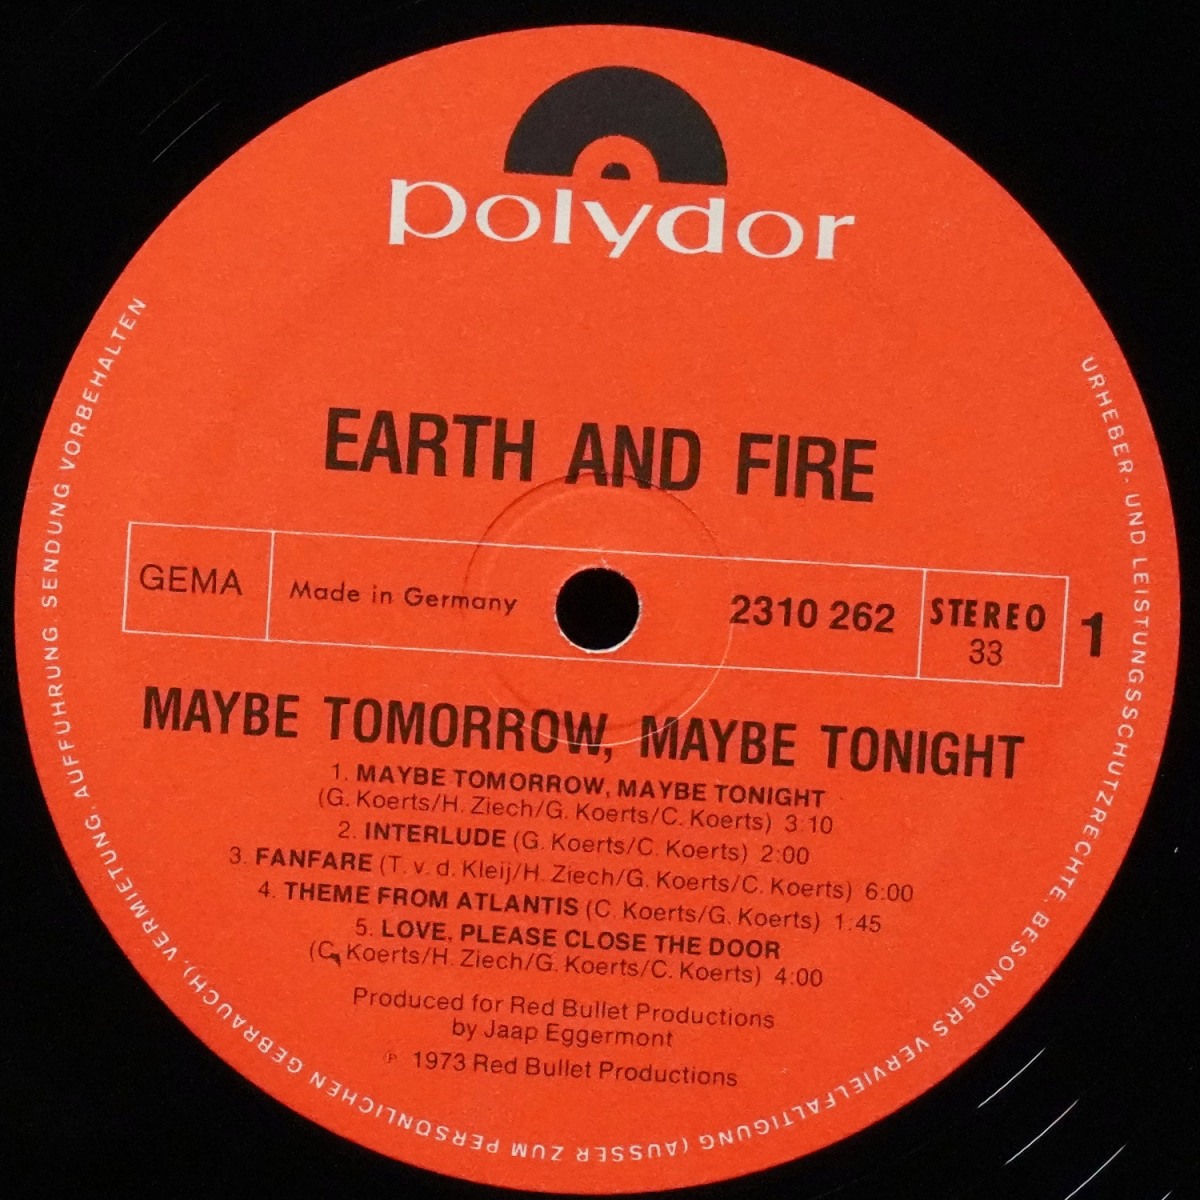 polydor
EARTH AND FIRE
GEMA
Made in Germany
2310 262
STEREO
33
1
MAYBE TOMORROW, MAYBE TONIGHT
1. MAYBE TOMORROW, MAYBE TONIGHT
(G. Koerts/H. Ziech/G. Koerts/C. Koerts) 3:10
2. INTERLUDE (G. Koerts/C. Koerts) 2:00
3. FANFARE (T. v. d. Kleij/H. Ziech/G. Koerts/C. Koerts) 6:00
4. THEME FROM ATLANTIS (C. Koerts/G. Koerts) 1:45
5. LOVE, PLEASE CLOSE THE DOOR
(C. Koerts/H. Ziech/G. Koerts/C. Koerts) 4:00
Produced for Red Bullet Productions
by Jaap Eggermont
℗ 1973 Red Bullet Productions
URHEBER- UND LEISTUNGSSCHUTZRECHTE, BESONDERS VERVIELFÄLTIGUNG (AUSSER ZUM PERSÖNLICHEN GEBRAUCH), VERMIETUNG, AUFFÜHRUNG, SENDUNG VORBEHALTEN